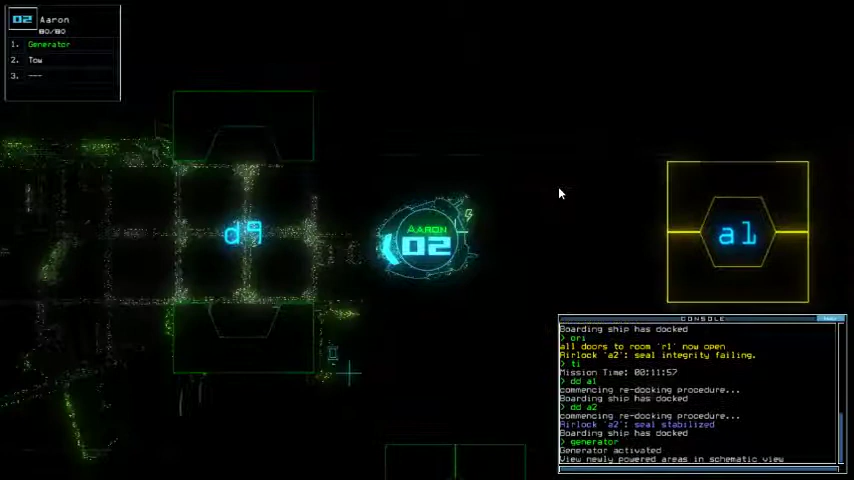 02 Aaron
80/80
1. Generator
2. Tow
3. ---
d9
AARON
02
a1
CONSOLE
Boarding ship has docked
> ori
all doors to room 'r1' now open
Airlock 'a2': seal integrity failing.
> ti
Mission Time: 00:11:57
> dd a1
commencing re-docking procedure...
Boarding ship has docked
> dd a2
commencing re-docking procedure...
Airlock 'a2': seal stabilized
Boarding ship has docked
> generator
Generator activated
View newly powered areas in schematic view